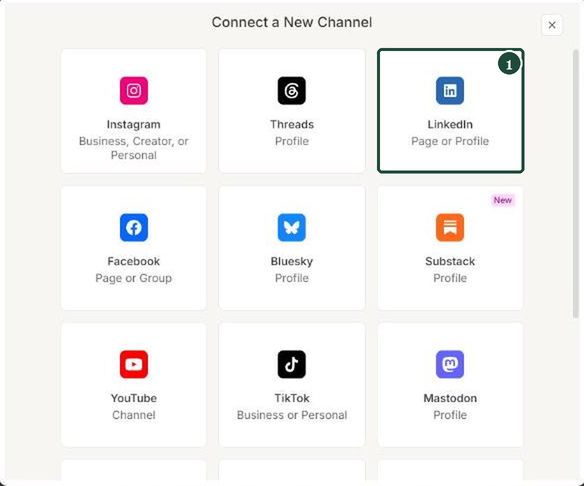 Connect a New Channel
1
Instagram
Business, Creator, or
Personal
Threads
Profile
in
LinkedIn
Page or Profile
Facebook
Page or Group
Bluesky
Profile
New
Substack
Profile
YouTube
Channel
TikTok
Business or Personal
Mastodon
Profile